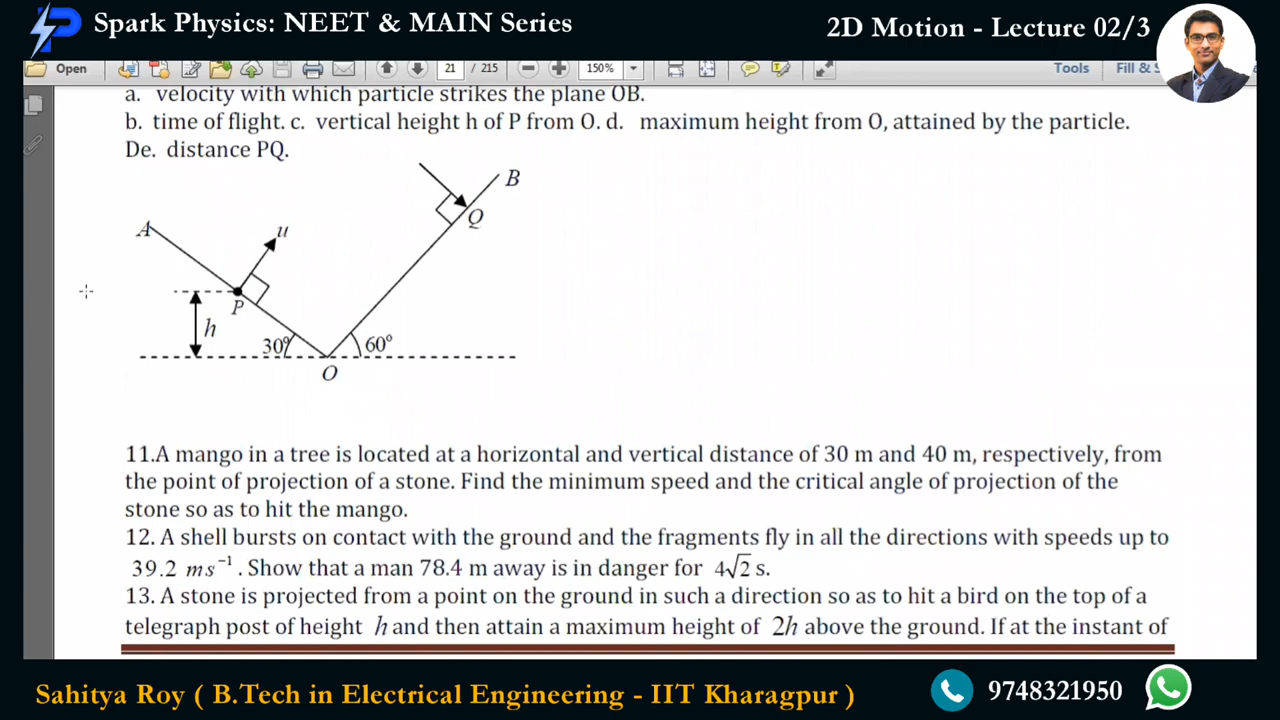 Spark Physics: NEET & MAIN Series
2D Motion - Lecture 02/3
Open
21 / 215
150%
Tools
Fill & S
a. velocity with which particle strikes the plane OB.
b. time of flight. c. vertical height h of P from O. d. maximum height from O, attained by the particle.
De. distance PQ.
B
Q
A
u
P
h
30°
60°
O
11.A mango in a tree is located at a horizontal and vertical distance of 30 m and 40 m, respectively, from
the point of projection of a stone. Find the minimum speed and the critical angle of projection of the
stone so as to hit the mango.
12. A shell bursts on contact with the ground and the fragments fly in all the directions with speeds up to
39.2 ms⁻¹. Show that a man 78.4 m away is in danger for 4√2 s.
13. A stone is projected from a point on the ground in such a direction so as to hit a bird on the top of a
telegraph post of height h and then attain a maximum height of 2h above the ground. If at the instant of
Sahitya Roy ( B.Tech in Electrical Engineering - IIT Kharagpur )
9748321950